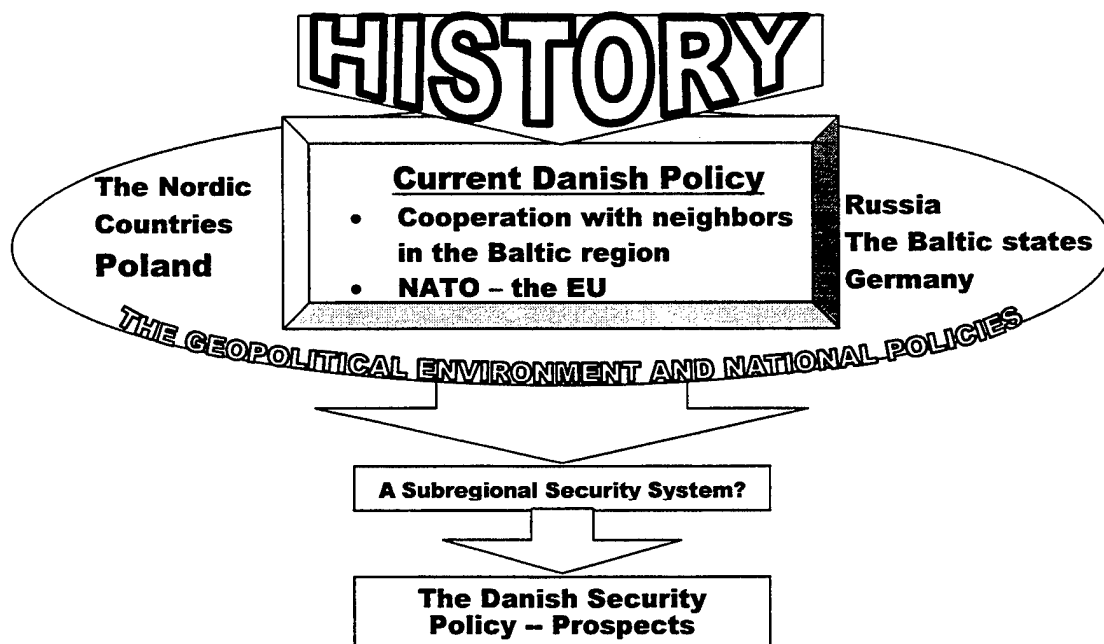 HISTORY
The Nordic
Countries
Poland
Current Danish Policy
• Cooperation with neighbors
in the Baltic region
• NATO – the EU
Russia
The Baltic states
Germany
THE GEOPOLITICAL ENVIRONMENT AND NATIONAL POLICIES
A Subregional Security System?
The Danish Security
Policy – Prospects